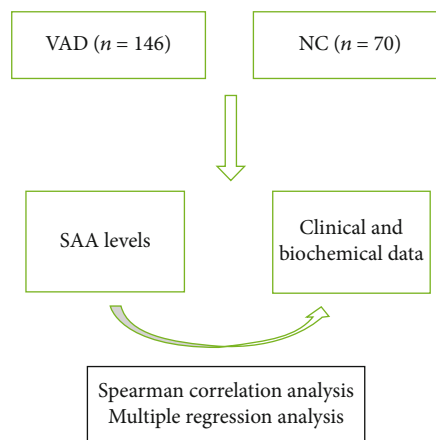 VAD (n = 146)
NC (n = 70)
SAA levels
Clinical and
biochemical data
Spearman correlation analysis
Multiple regression analysis